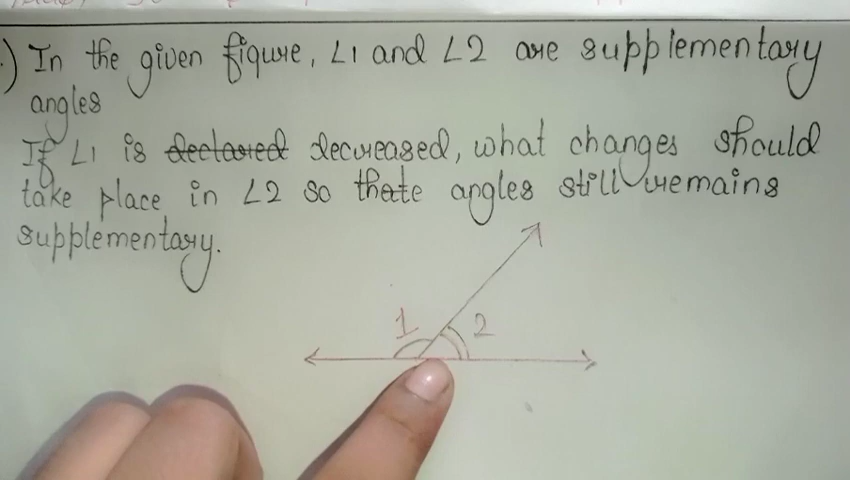 .) In the given figure, ∠1 and ∠2 are supplementary
angles
If ∠1 is declared decreased, what changes should
take place in ∠2 so thate angles still remains
supplementary.
1
2